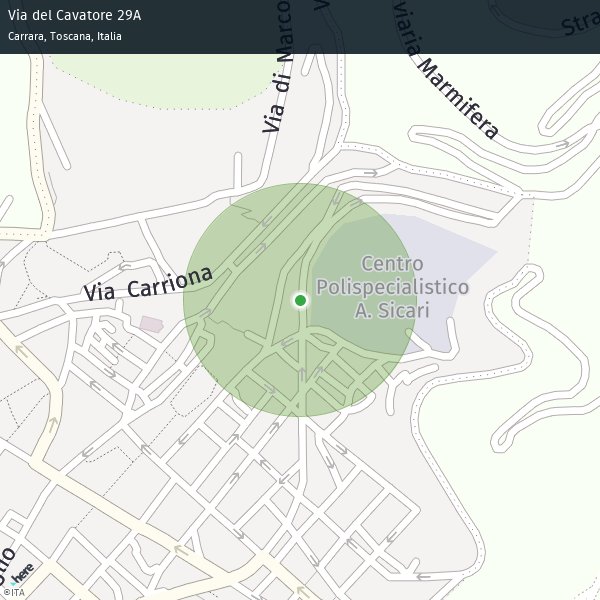 Via del Cavatore 29A
Carrara, Toscana, Italia
Via di Marco
viaria Marmifera
Stra
Via Carriona
Centro
Polispecialistico
A. Sicari
here
©ITA